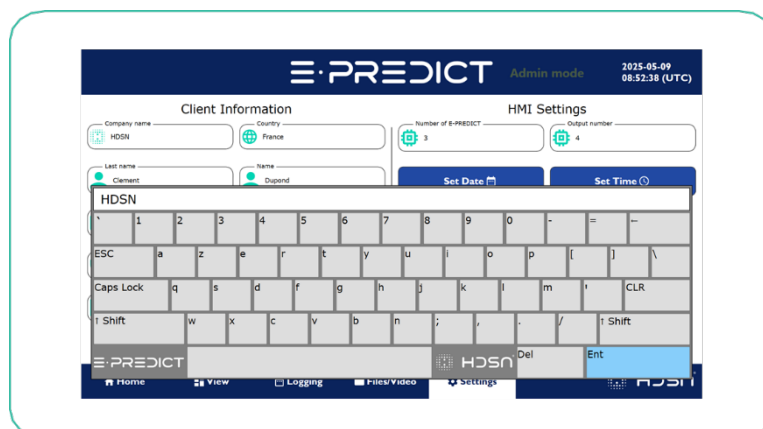 E·PREDICT
Admin mode
2025-05-09
08:52:38 (UTC)
Client Information
HMI Settings
Company name
HDSN
Country
France
Number of E-PREDICT
3
Output number
4
Last name
Clement
Name
Dupond
Set Date
Set Time
HDSN
` 1 2 3 4 5 6 7 8 9 0 - = ←
ESC a z e r t y u i o p [ ] \
Caps Lock q s d f g h j k l m ' CLR
↑ Shift w x c v b n ; , . / ↑ Shift
E·PREDICT HDSN Del Ent
Home View Logging Files/Video Settings HDSN